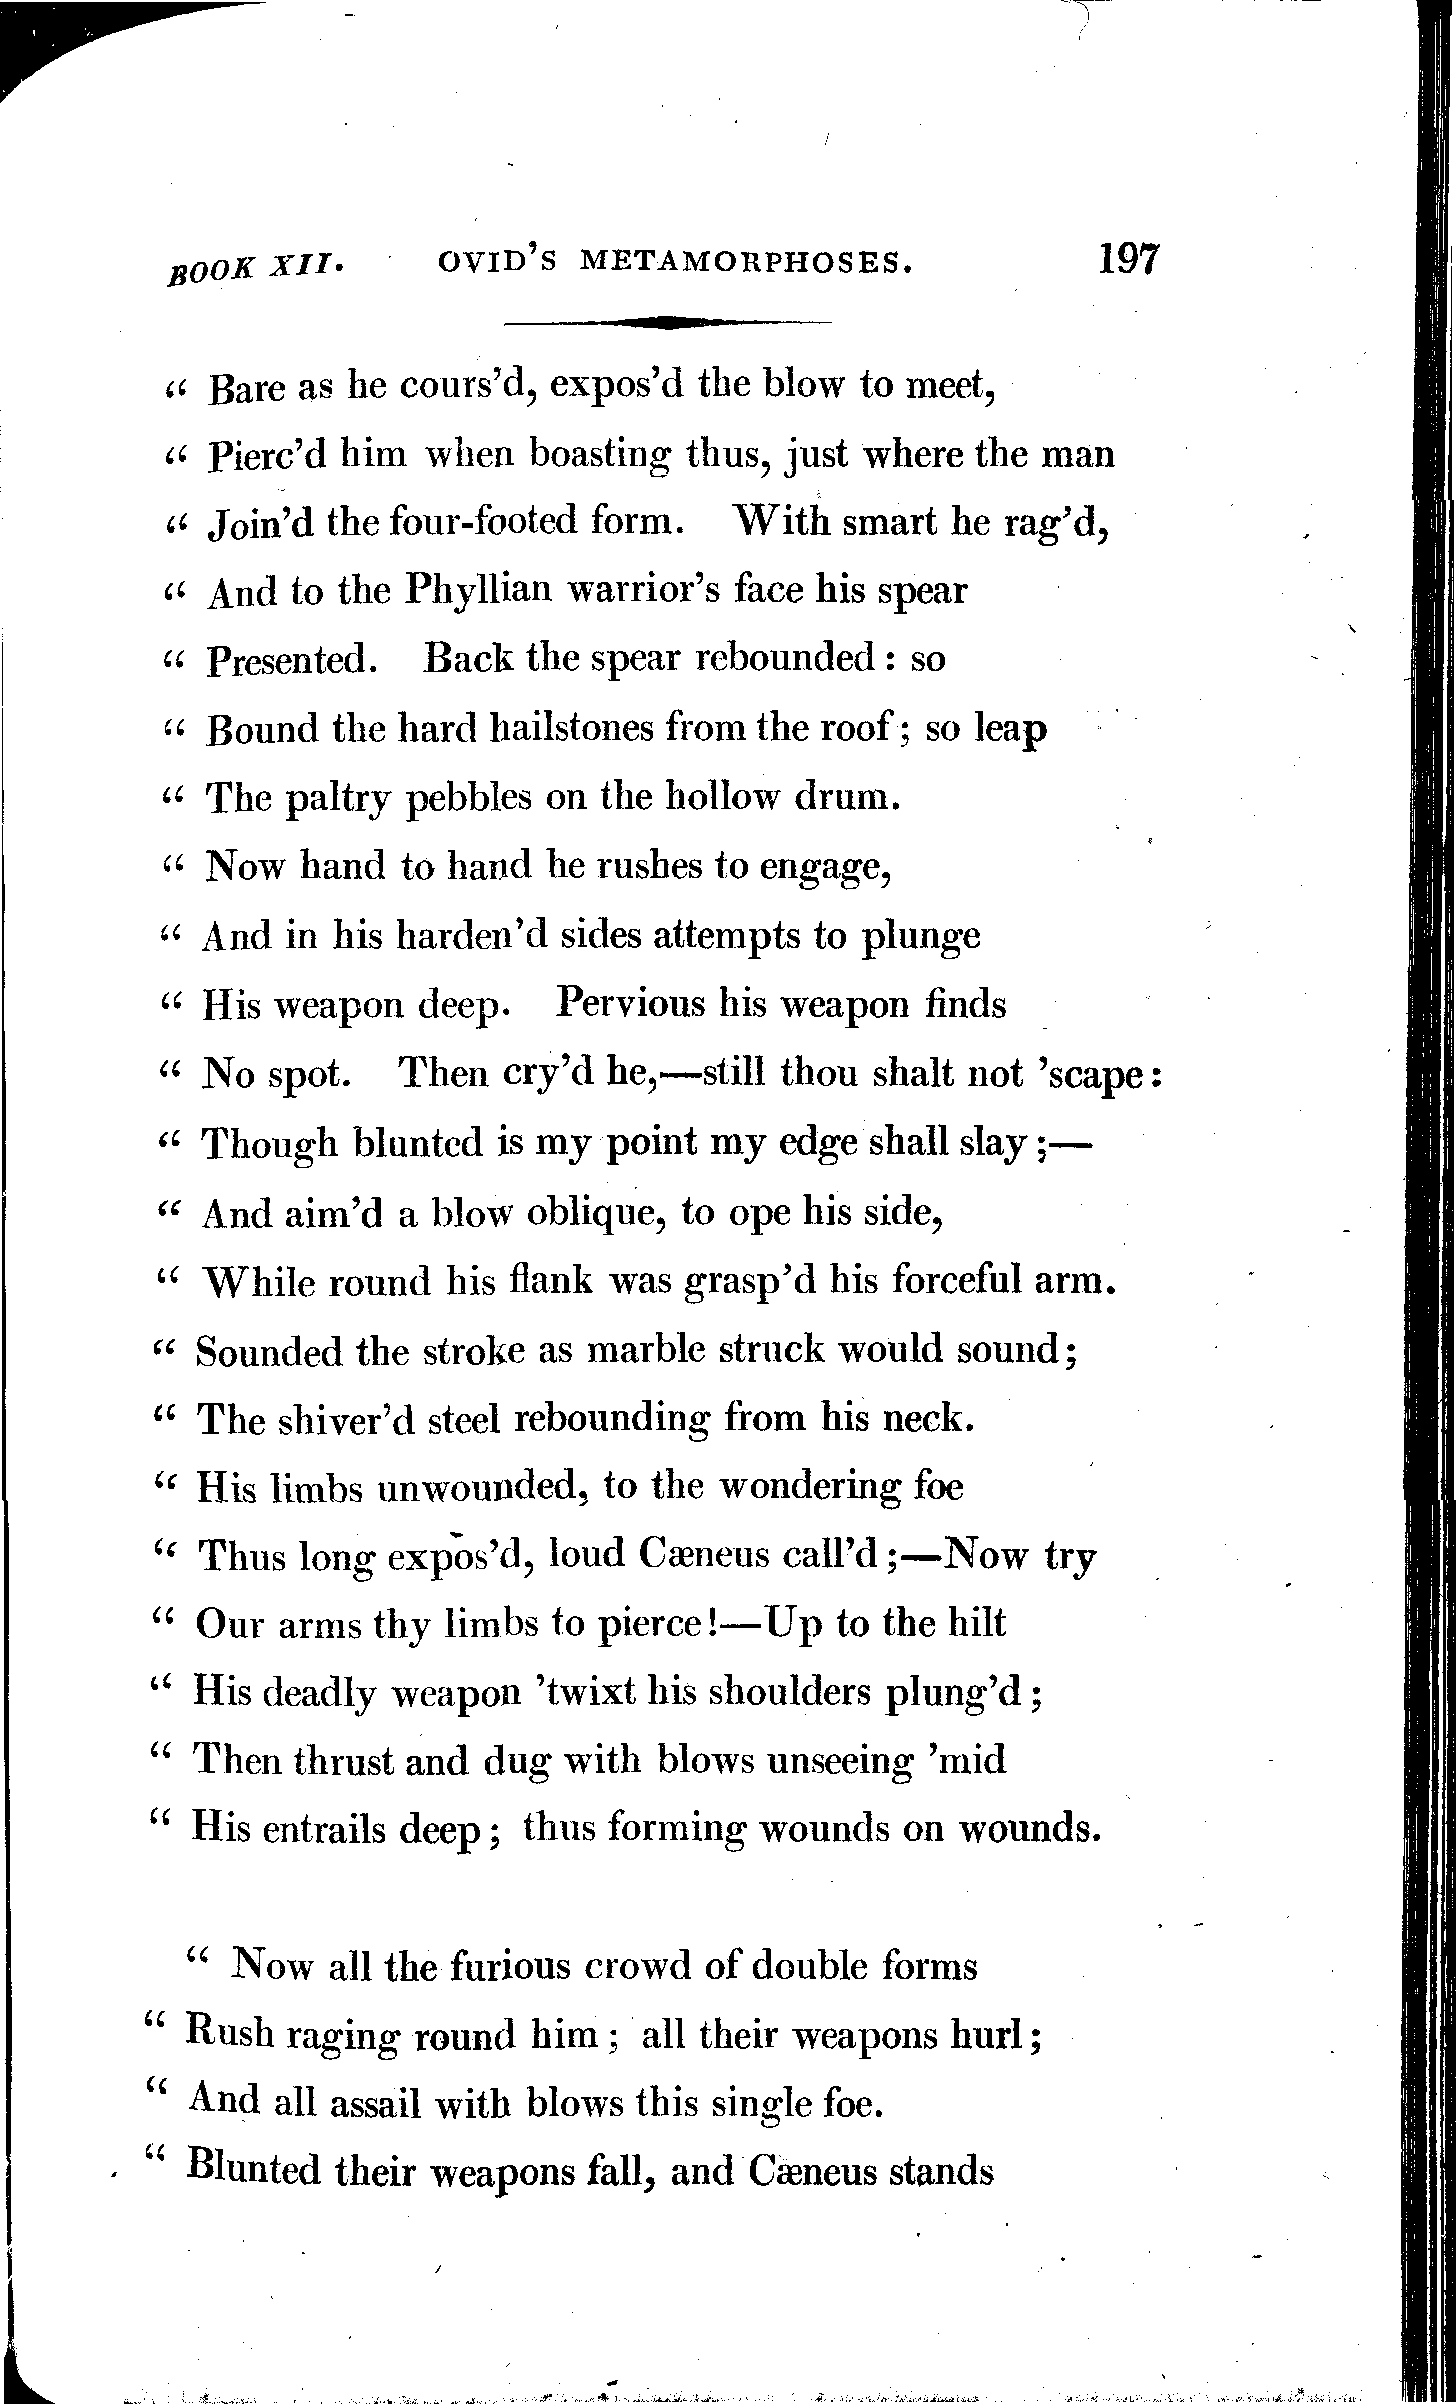 BOOK XII. OVID'S METAMORPHOSES. 197
“ Bare as he cours'd, expos'd the blow to meet,
“ Pierc'd him when boasting thus, just where the man
“ Join'd the four-footed form. With smart he rag'd,
“ And to the Phyllian warrior's face his spear
“ Presented. Back the spear rebounded : so
“ Bound the hard hailstones from the roof ; so leap
“ The paltry pebbles on the hollow drum.
“ Now hand to hand he rushes to engage,
“ And in his harden'd sides attempts to plunge
“ His weapon deep. Pervious his weapon finds
“ No spot. Then cry'd he,—still thou shalt not 'scape :
“ Though blunted is my point my edge shall slay ;—
“ And aim'd a blow oblique, to ope his side,
“ While round his flank was grasp'd his forceful arm.
“ Sounded the stroke as marble struck would sound ;
“ The shiver'd steel rebounding from his neck.
“ His limbs unwounded, to the wondering foe
“ Thus long expos'd, loud Cæneus call'd ;—Now try
“ Our arms thy limbs to pierce !—Up to the hilt
“ His deadly weapon 'twixt his shoulders plung'd ;
“ Then thrust and dug with blows unseeing 'mid
“ His entrails deep ; thus forming wounds on wounds.
“ Now all the furious crowd of double forms
“ Rush raging round him ; all their weapons hurl ;
“ And all assail with blows this single foe.
“ Blunted their weapons fall, and Cæneus stands